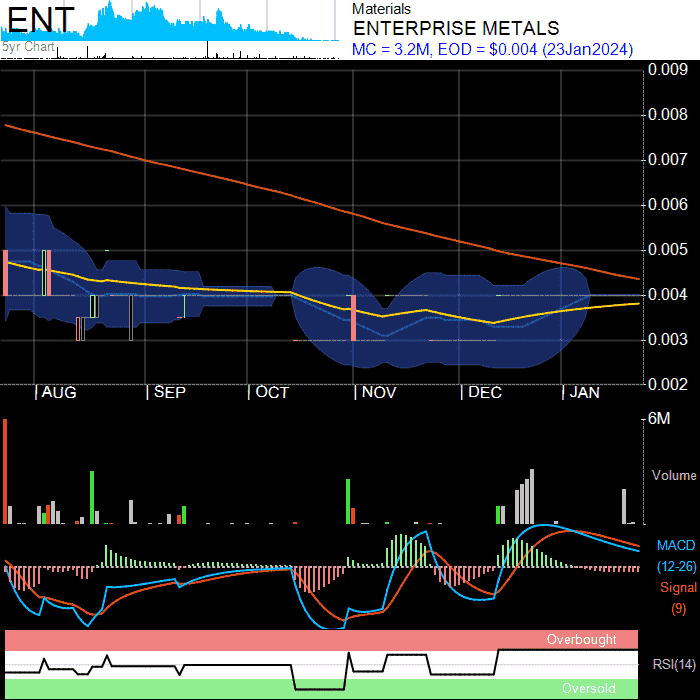 ENT
5yr Chart
Materials
ENTERPRISE METALS
MC = 3.2M, EOD = $0.004 (23Jan2024)
0.009
0.008
0.007
0.006
0.005
0.004
0.003
0.002
AUG SEP OCT NOV DEC JAN
6M
Volume
MACD
(12-26)
Signal
(9)
Overbought
RSI(14)
Oversold